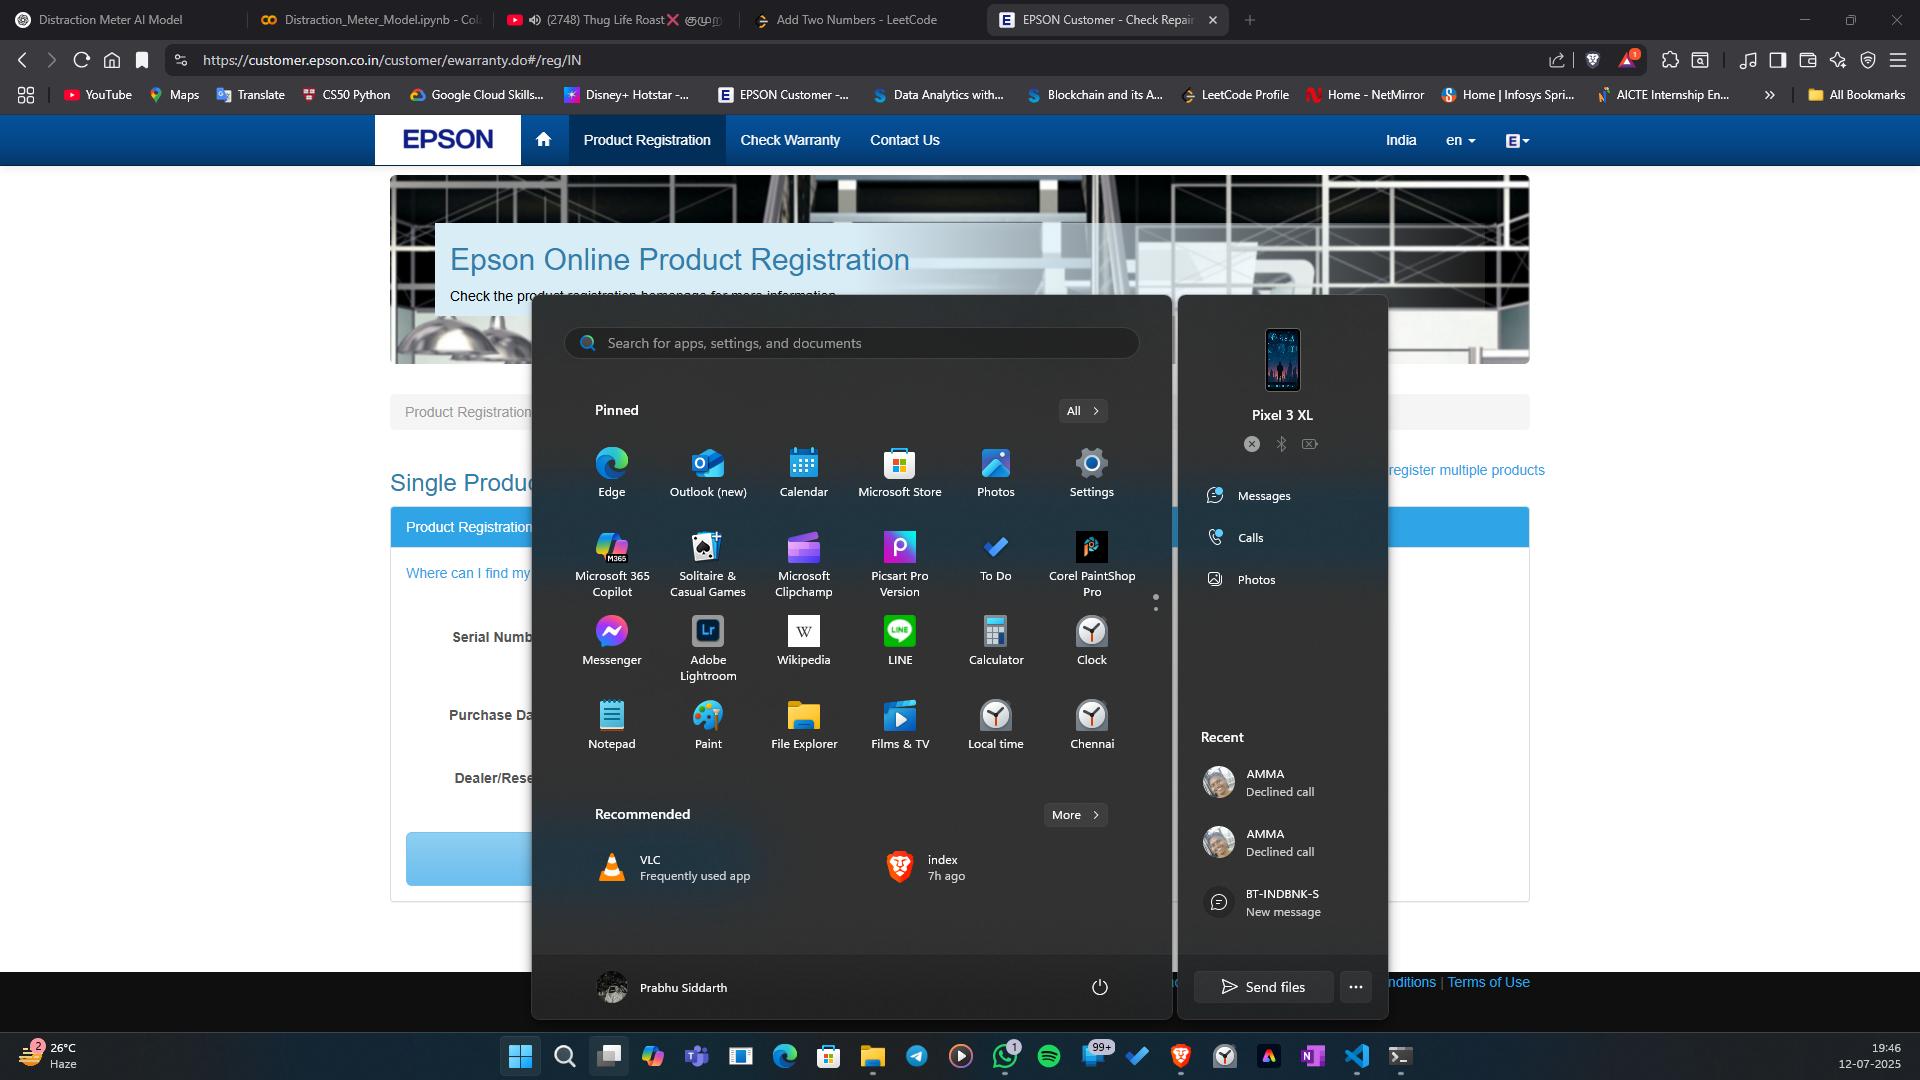 Distraction Meter AI Model
Distraction_Meter_Model.ipynb - Col
(2748) Thug Life Roast❌ குமுற
Add Two Numbers - LeetCode
EPSON Customer - Check Repair
https://customer.epson.co.in/customer/ewarranty.do#/reg/IN
1
YouTube
Maps
Translate
CS50 Python
Google Cloud Skills...
Disney+ Hotstar -...
EPSON Customer -...
Data Analytics with...
Blockchain and its A...
LeetCode Profile
Home - NetMirror
Home | Infosys Spri...
AICTE Internship En...
All Bookmarks
EPSON
Product Registration
Check Warranty
Contact Us
India
en
E
Epson Online Product Registration
Check the product registration homepage for more information
Product Registration
Single Produc
register multiple products
Product Registration
Where can I find my
Serial Numb
Purchase Da
Dealer/Rese
nditions | Terms of Use
Search for apps, settings, and documents
Pinned
All
Edge
Outlook (new)
Calendar
Microsoft Store
Photos
Settings
M365
Microsoft 365
Copilot
Solitaire &
Casual Games
Microsoft
Clipchamp
Picsart Pro
Version
To Do
Corel PaintShop
Pro
Messenger
Lr
Adobe
Lightroom
W
Wikipedia
LINE
LINE
Calculator
Clock
Notepad
Paint
File Explorer
Films & TV
Local time
Chennai
Recommended
More
VLC
Frequently used app
index
7h ago
Prabhu Siddarth
Pixel 3 XL
Messages
Calls
Photos
Recent
AMMA
Declined call
AMMA
Declined call
BT-INDBNK-S
New message
Send files
2
26°C
Haze
1
99+
19:46
12-07-2025